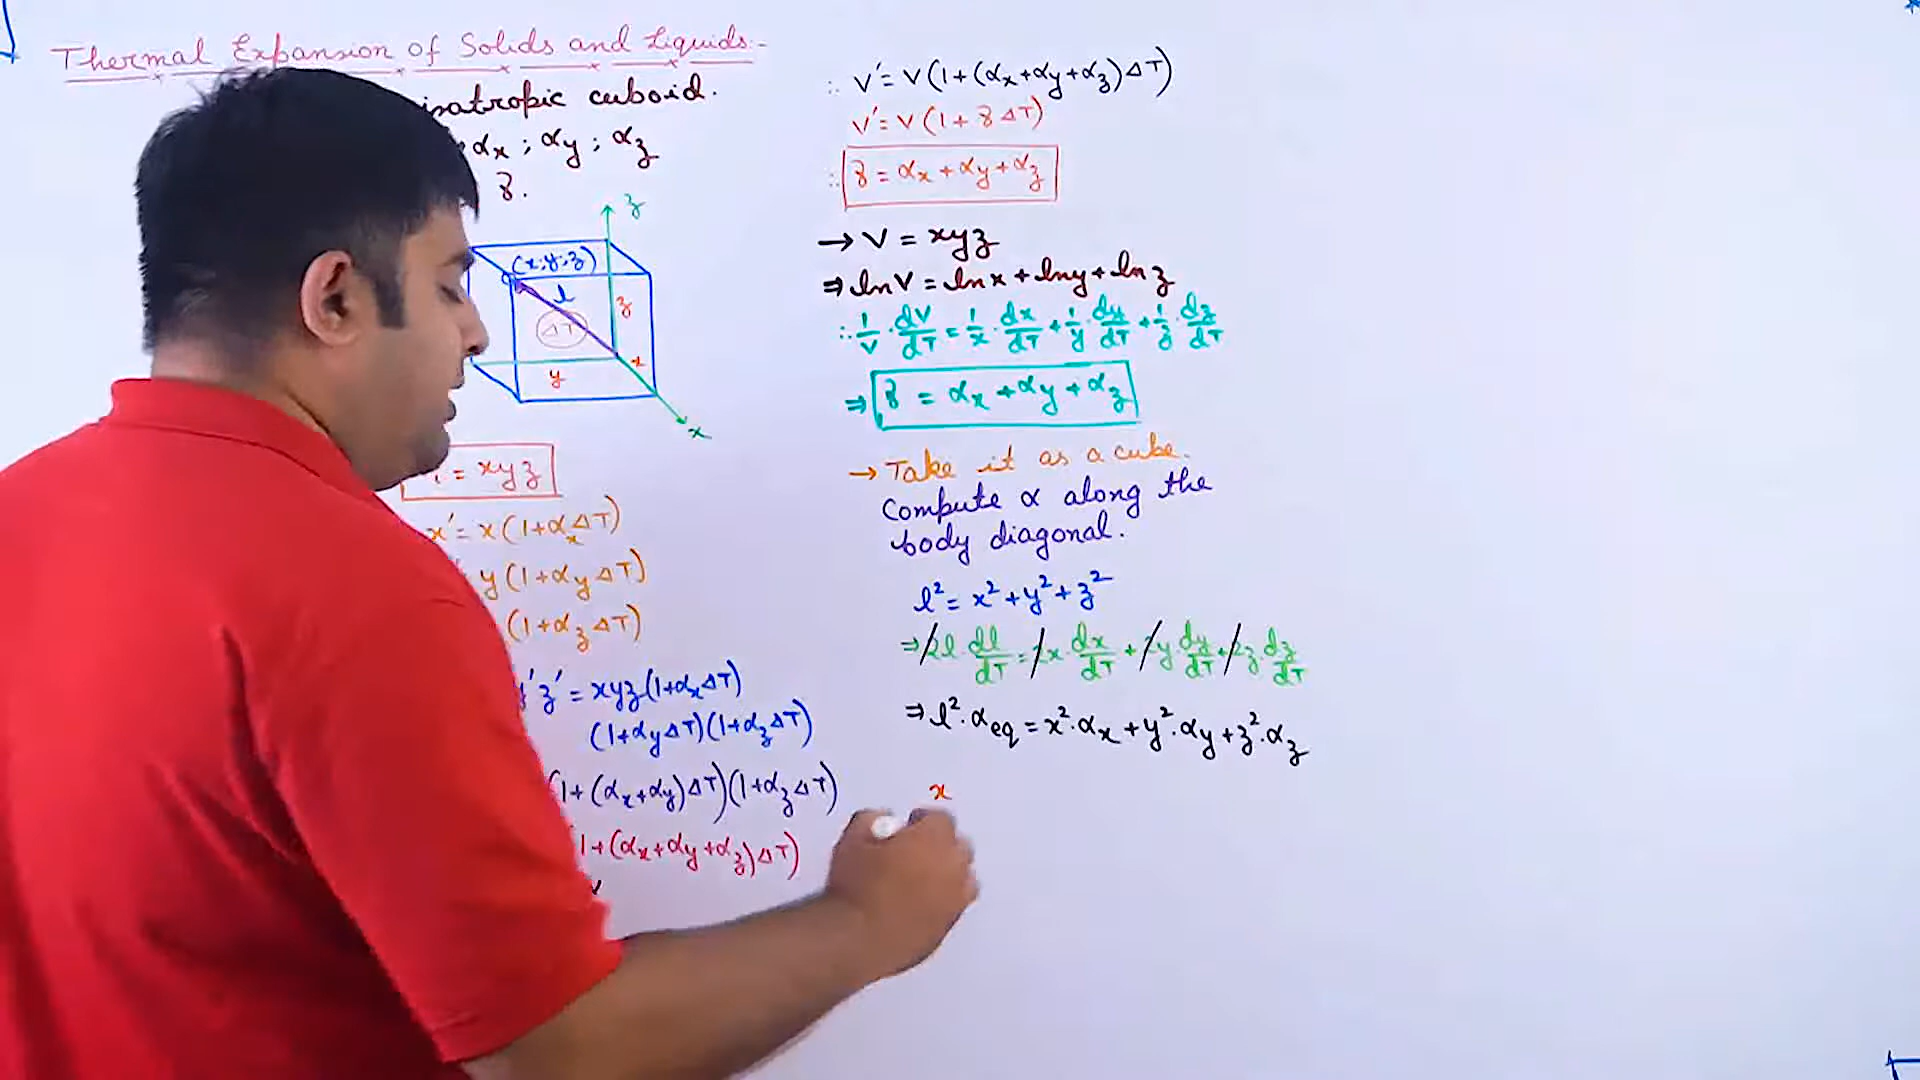 Thermal Expansion of Solids and Liquids:-
isotropic cuboid.
αx ; αy ; αz
γ.
z
(x,y,z)
l
z
ΔT
x
y
x
= xyz
x' = x(1+αxΔT)
y(1+αyΔT)
(1+αzΔT)
y'z' = xyz(1+αxΔT)
(1+αyΔT)(1+αzΔT)
1+(αx+αy)ΔT)(1+αzΔT)
1+(αx+αy+αz)ΔT)
∴ V' = V(1+(αx+αy+αz)ΔT)
V' = V(1+γΔT)
∴ γ = αx+αy+αz
→ V = xyz
⇒ lnV = lnx + lny + lnz
∴ 1/V · dV/dT = 1/x · dx/dT + 1/y · dy/dT + 1/z · dz/dT
⇒ γ = αx + αy + αz
→ Take it as a cube.
Compute α along the
body diagonal.
l² = x² + y² + z²
⇒ 2l · dl/dT = 2x · dx/dT + 2y · dy/dT + 2z · dz/dT
⇒ l² · αeq = x² · αx + y² · αy + z² · αz
x